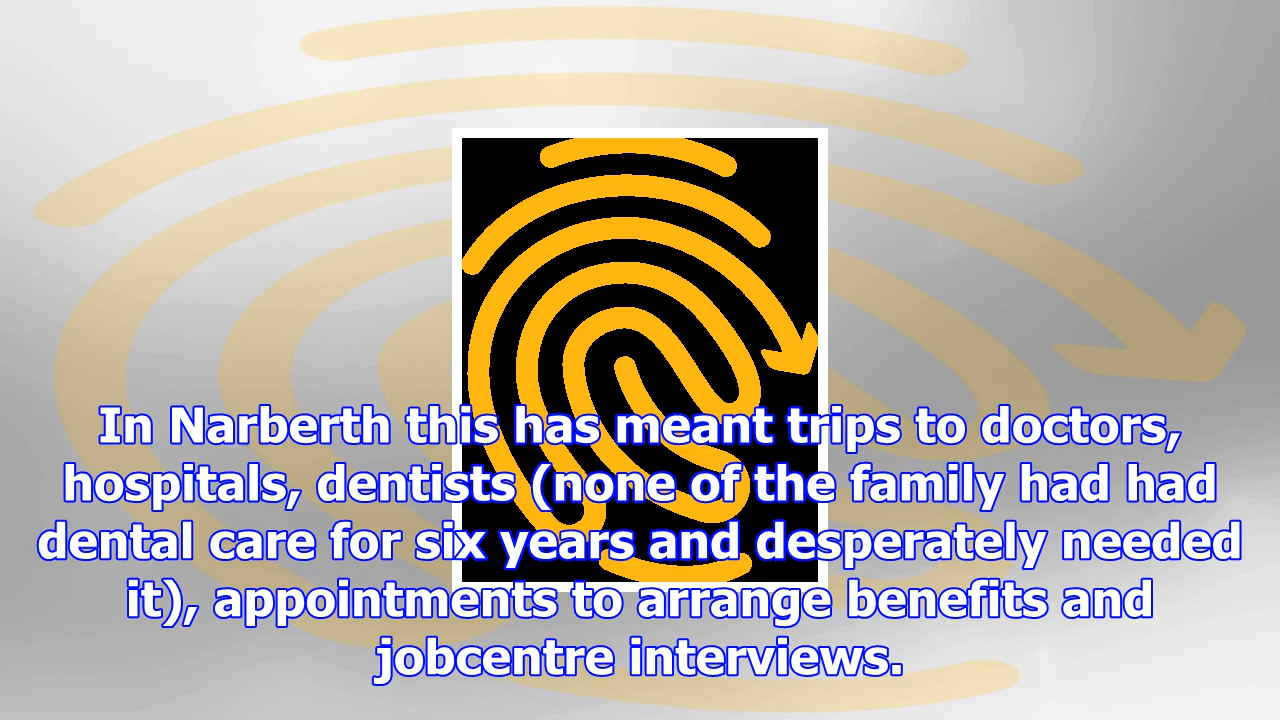 In Narberth this has meant trips to doctors,
hospitals, dentists (none of the family had had
dental care for six years and desperately needed
it), appointments to arrange benefits and
jobcentre interviews.